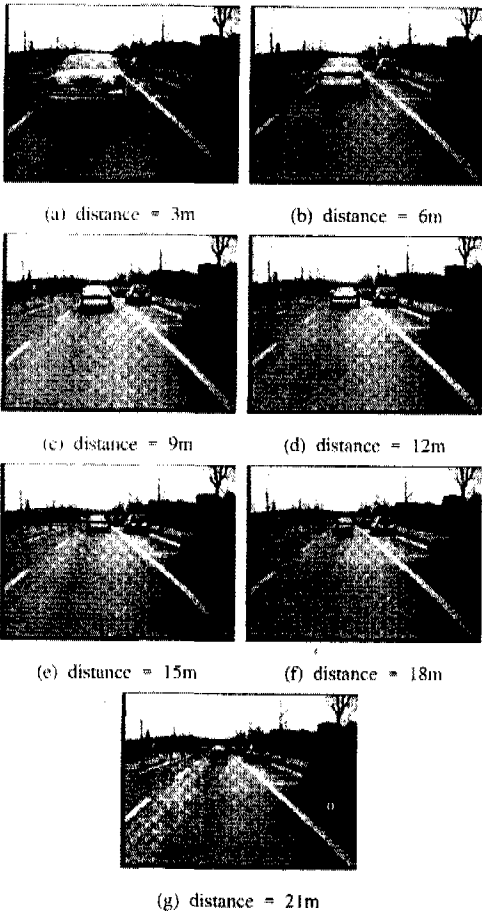 (a) distance = 3m
(b) distance = 6m
(c) distance = 9m
(d) distance = 12m
(e) distance = 15m
(f) distance = 18m
(g) distance = 21m